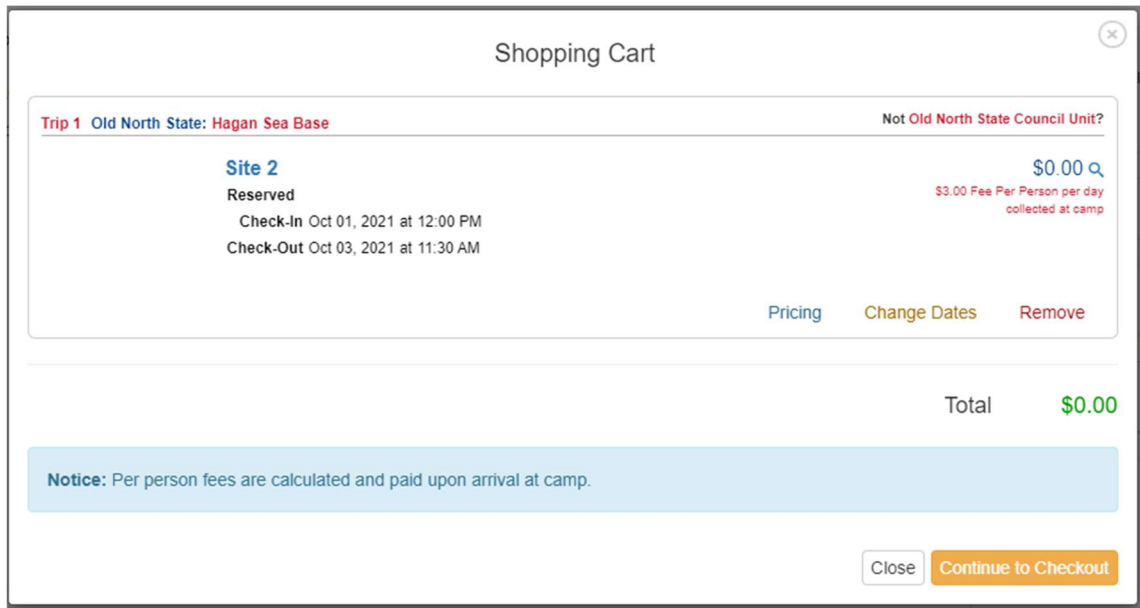 Shopping Cart
Trip 1 Old North State: Hagan Sea Base
Not Old North State Council Unit?
Site 2
$0.00
Reserved
$3.00 Fee Per Person per day
collected at camp
Check-In Oct 01, 2021 at 12:00 PM
Check-Out Oct 03, 2021 at 11:30 AM
Pricing Change Dates Remove
Total $0.00
Notice: Per person fees are calculated and paid upon arrival at camp.
Close Continue to Checkout